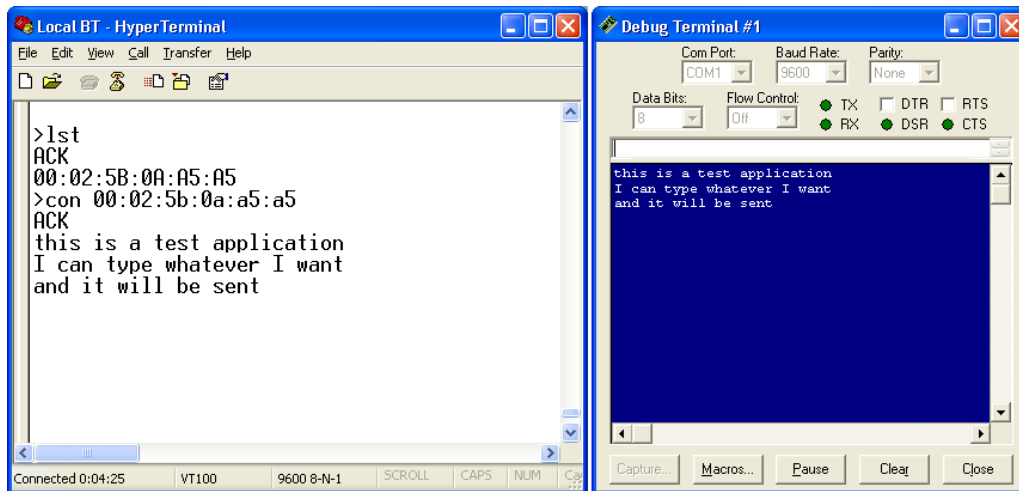 Local BT - HyperTerminal
File Edit View Call Transfer Help
>lst
ACK
00:02:5B:0A:A5:A5
>con 00:02:5b:0a:a5:a5
ACK
this is a test application
I can type whatever I want
and it will be sent
Connected 0:04:25 VT100 9600 8-N-1 SCROLL CAPS NUM
Debug Terminal #1
Com Port: Baud Rate: Parity:
COM1 9600 None
Data Bits: Flow Control: TX DTR RTS
8 Off RX DSR CTS
this is a test application
I can type whatever I want
and it will be sent
Capture... Macros... Pause Clear Close